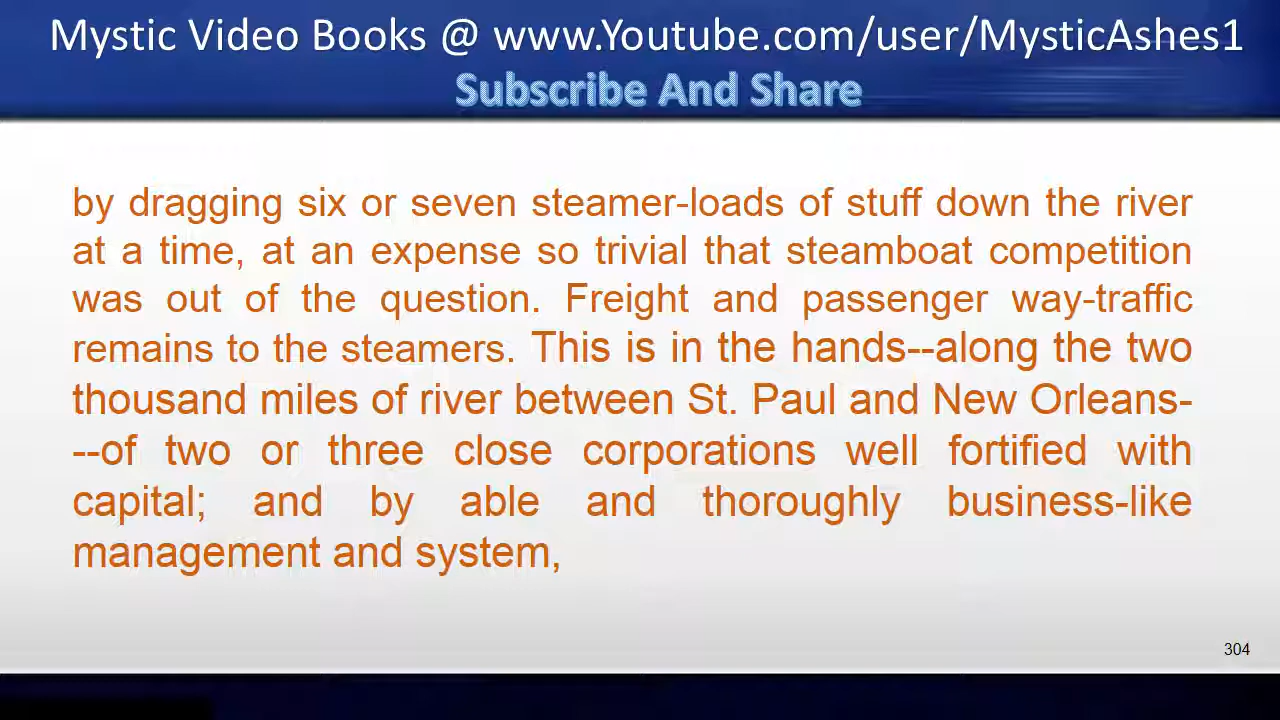 Mystic Video Books @ www.Youtube.com/user/MysticAshes1
Subscribe And Share
by dragging six or seven steamer-loads of stuff down the river
at a time, at an expense so trivial that steamboat competition
was out of the question. Freight and passenger way-traffic
remains to the steamers. This is in the hands--along the two
thousand miles of river between St. Paul and New Orleans-
--of two or three close corporations well fortified with
capital; and by able and thoroughly business-like
management and system,
304